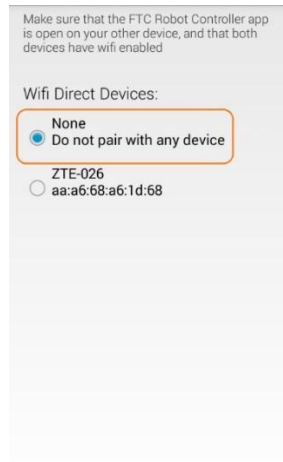 Make sure that the FTC Robot Controller app
is open on your other device, and that both
devices have wifi enabled
Wifi Direct Devices:
None
Do not pair with any device
ZTE-026
aa:a6:68:a6:1d:68